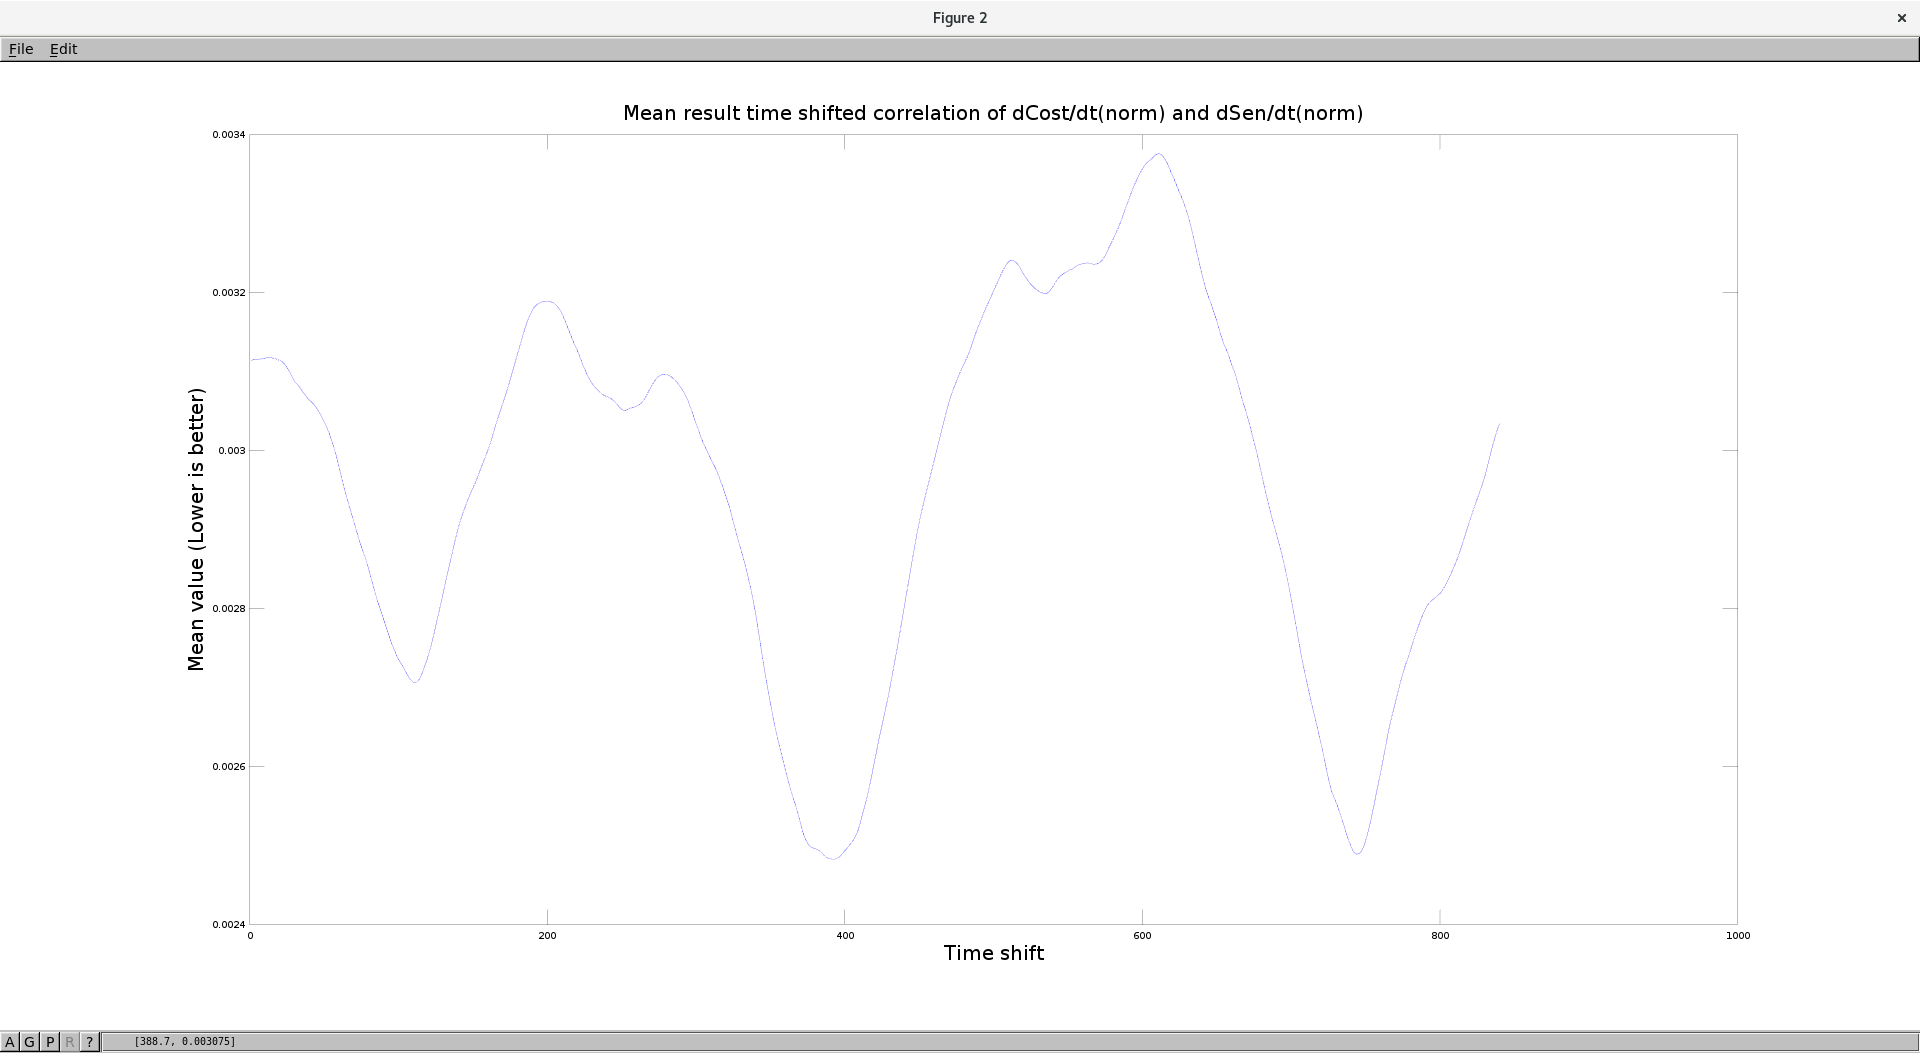 Figure 2 ×
File Edit
Mean result time shifted correlation of dCost/dt(norm) and dSen/dt(norm)
0.0034
0.0032
0.003
0.0028
0.0026
0.0024
Mean value (Lower is better)
0 200 400 600 800 1000
Time shift
A G P R ? [388.7, 0.003075]